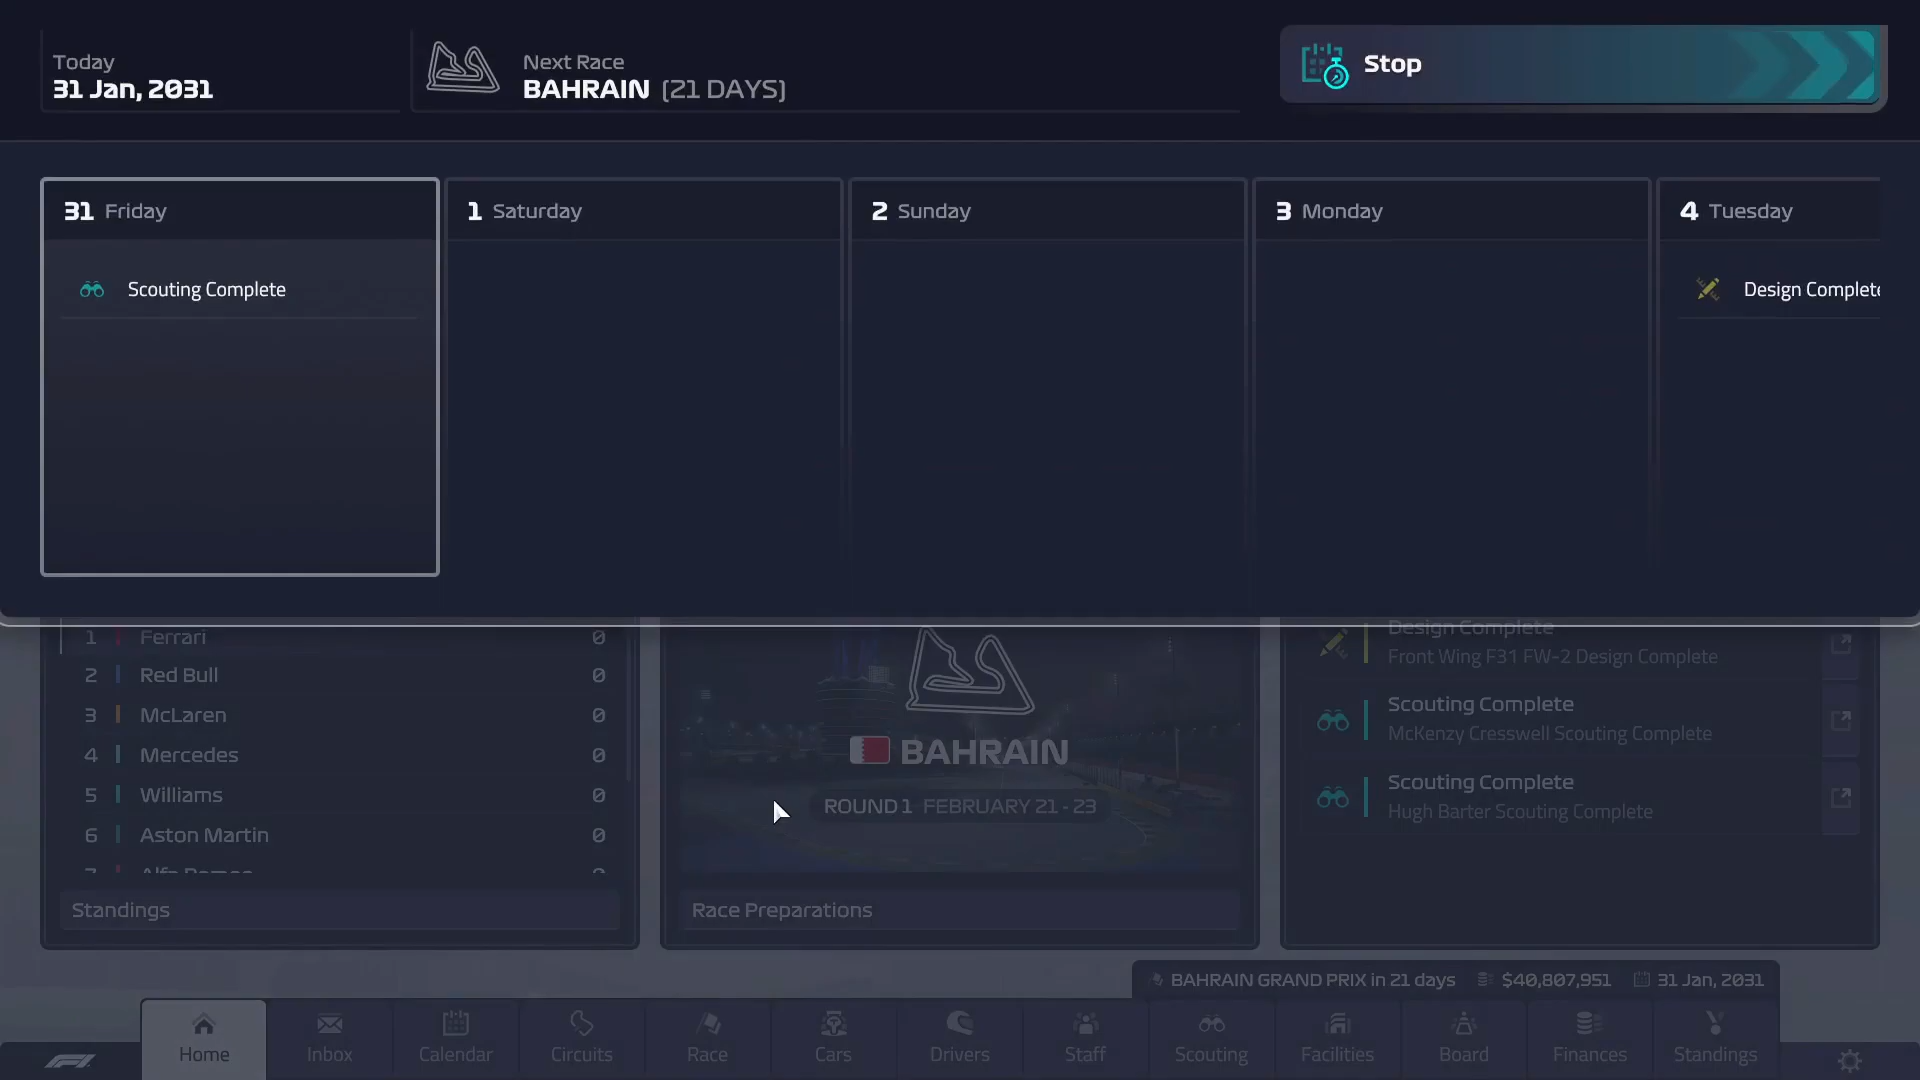 Today
31 Jan, 2031
Next Race
BAHRAIN [21 DAYS]
Stop
31 Friday
1 Saturday
2 Sunday
3 Monday
4 Tuesday
Scouting Complete
Design Complete
1 Ferrari 0
2 Red Bull 0
3 McLaren 0
4 Mercedes 0
5 Williams 0
6 Aston Martin 0
Standings
BAHRAIN
ROUND 1 FEBRUARY 21 - 23
Race Preparations
Design Complete
Front Wing F31 FW-2 Design Complete
Scouting Complete
McKenzy Cresswell Scouting Complete
Scouting Complete
Hugh Barter Scouting Complete
BAHRAIN GRAND PRIX in 21 days $40,807,951 31 Jan, 2031
Home
Inbox
Calendar
Circuits
Race
Cars
Drivers
Staff
Scouting
Facilities
Board
Finances
Standings